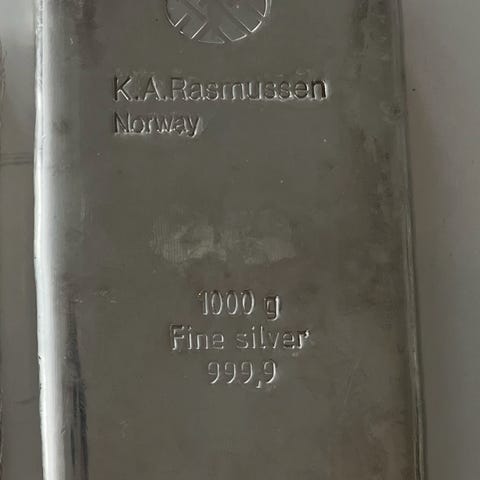 K.A.Rasmussen
Norway
1000 g
Fine silver
999,9